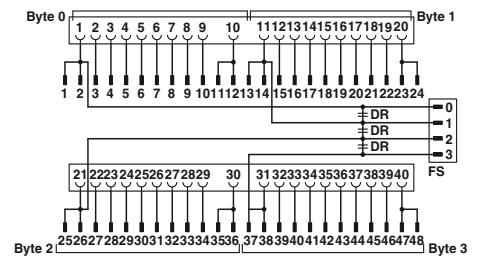 Byte 0 Byte 1
1 2 3 4 5 6 7 8 9 10 11 12 13 14 15 16 17 18 19 20
1 2 3 4 5 6 7 8 9 10 11 12 13 14 15 16 17 18 19 20 21 22 23 24
0
DR
1
DR
2
DR
3
FS
21 22 23 24 25 26 27 28 29 30 31 32 33 34 35 36 37 38 39 40
25 26 27 28 29 30 31 32 33 34 35 36 37 38 39 40 41 42 43 44 45 46 47 48
Byte 2 Byte 3